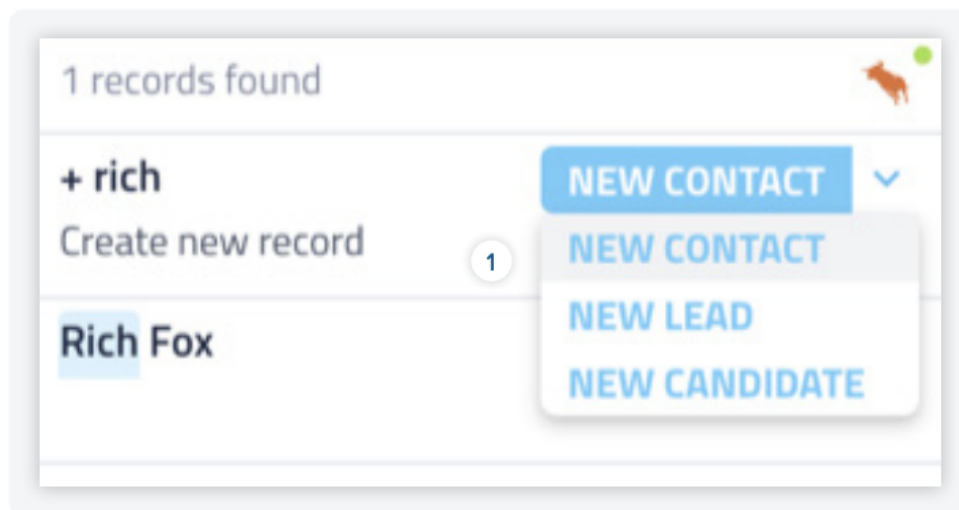 1 records found
+ rich
NEW CONTACT
Create new record
1
NEW CONTACT
NEW LEAD
NEW CANDIDATE
Rich Fox